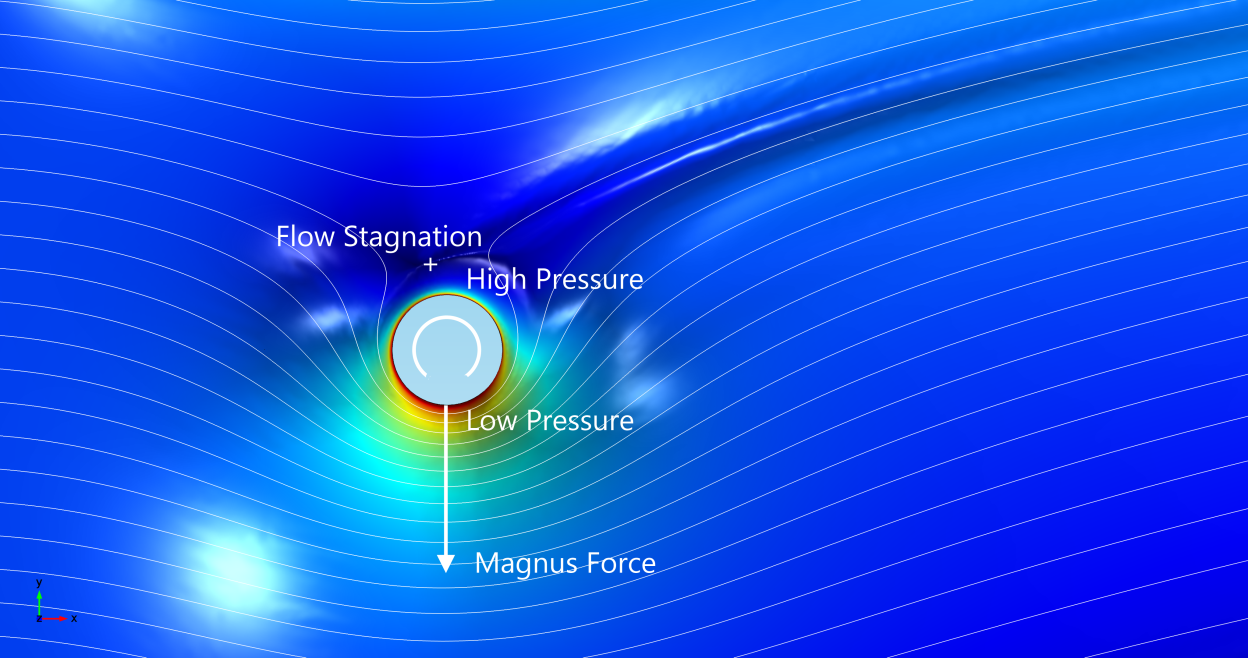 Flow Stagnation
+
High Pressure
Low Pressure
Magnus Force
y
z
x